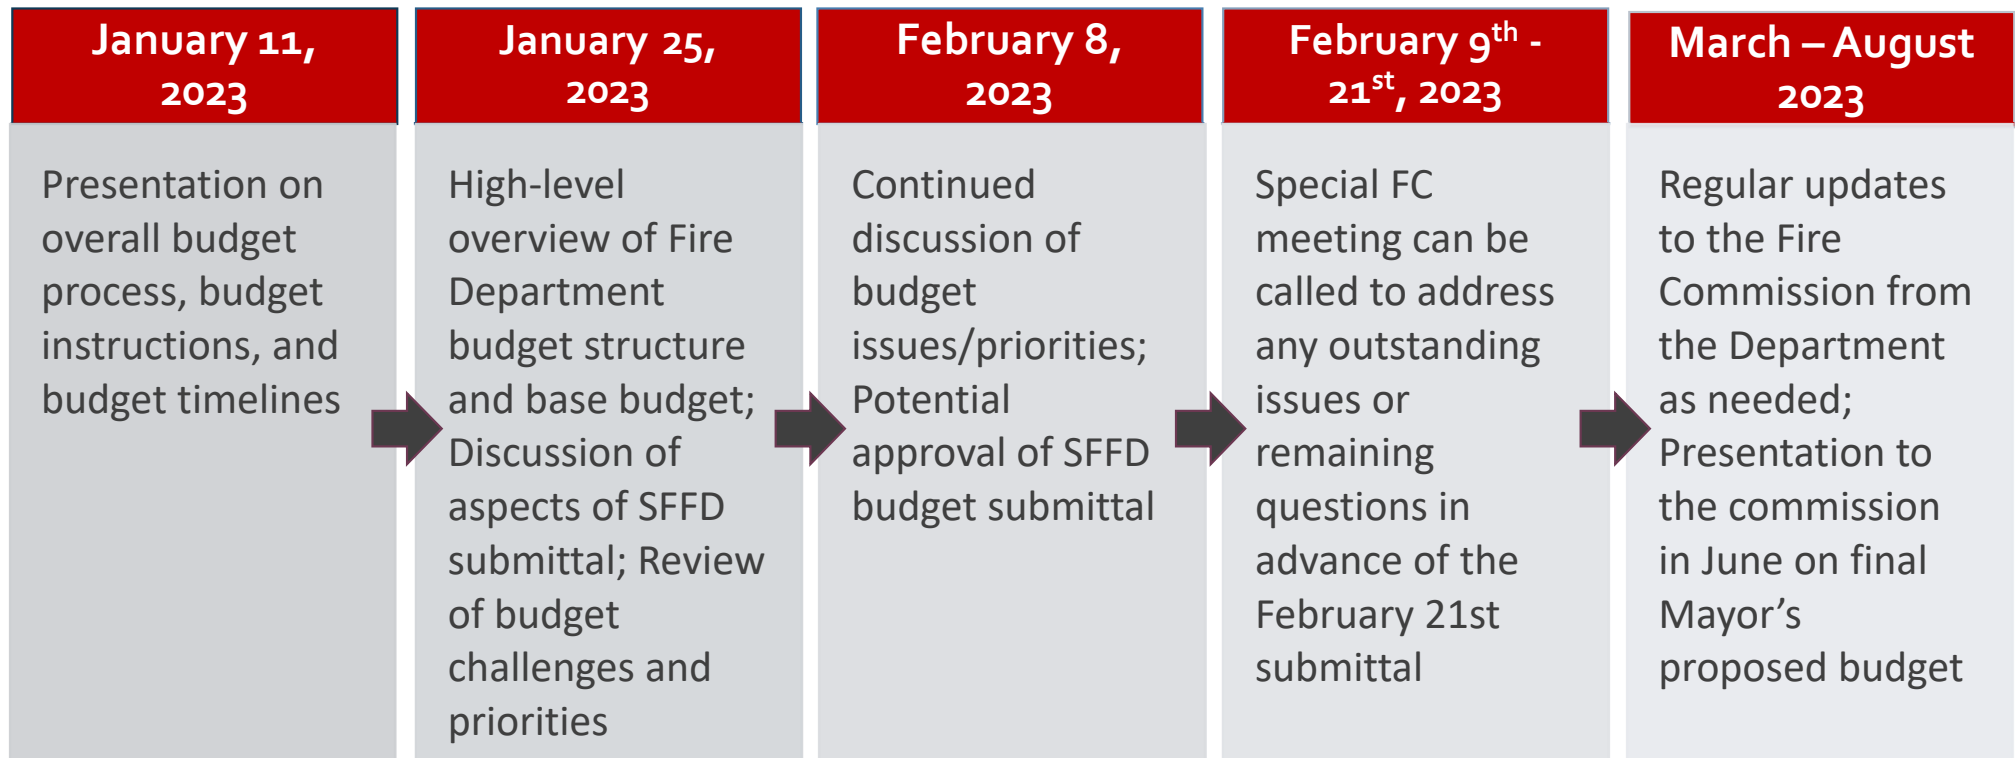 January 11,
2023
Presentation on
overall budget
process, budget
instructions, and
budget timelines
January 25,
2023
High-level
overview of Fire
Department
budget structure
and base budget;
Discussion of
aspects of SFFD
submittal; Review
of budget
challenges and
priorities
February 8,
2023
Continued
discussion of
budget
issues/priorities;
Potential
approval of SFFD
budget submittal
February 9th -
21st, 2023
Special FC
meeting can be
called to address
any outstanding
issues or
remaining
questions in
advance of the
February 21st
submittal
March – August
2023
Regular updates
to the Fire
Commission from
the Department
as needed;
Presentation to
the commission
in June on final
Mayor’s
proposed budget